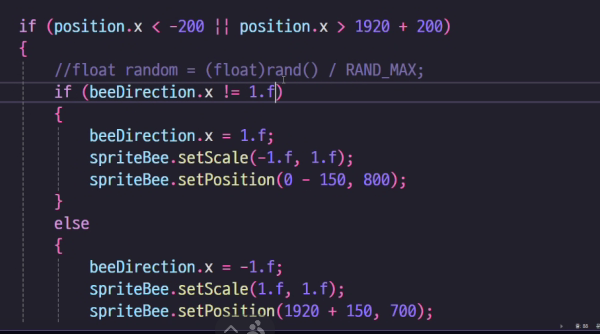 if (position.x < -200 || position.x > 1920 + 200)
{
//float random = (float)rand() / RAND_MAX;
if (beeDirection.x != 1.f)
{
beeDirection.x = 1.f;
spriteBee.setScale(-1.f, 1.f);
spriteBee.setPosition(0 - 150, 800);
}
else
{
beeDirection.x = -1.f;
spriteBee.setScale(1.f, 1.f);
spriteBee.setPosition(1920 + 150, 700);